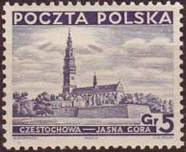 POCZTA POLSKA
Gr 5
CZĘSTOCHOWA — JASNA GÓRA